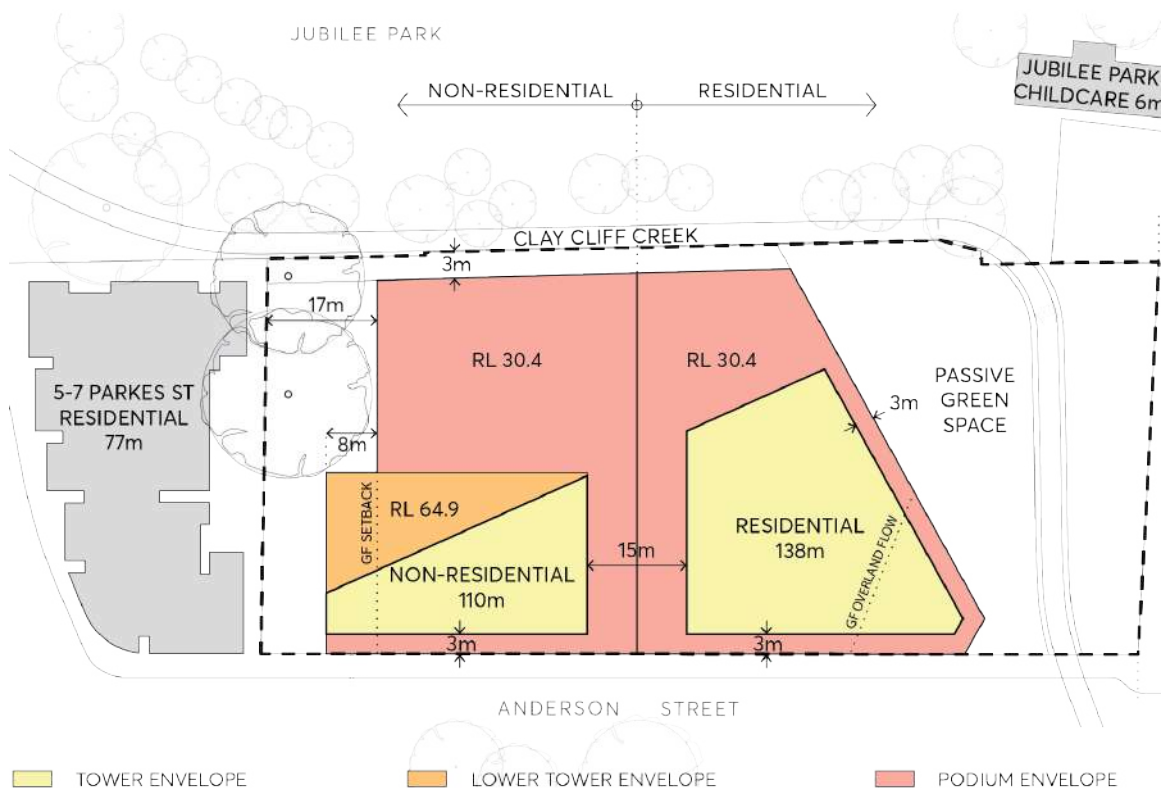 JUBILEE PARK
NON-RESIDENTIAL
RESIDENTIAL
JUBILEE PARK
CHILDCARE 6m
CLAY CLIFF CREEK
3m
17m
RL 30.4
RL 30.4
PASSIVE
GREEN
SPACE
5-7 PARKES ST
RESIDENTIAL
77m
3m
8m
RL 64.9
GF SETBACK
NON-RESIDENTIAL
110m
15m
RESIDENTIAL
138m
GF OVERLAND FLOW
3m
3m
ANDERSON STREET
TOWER ENVELOPE
LOWER TOWER ENVELOPE
PODIUM ENVELOPE